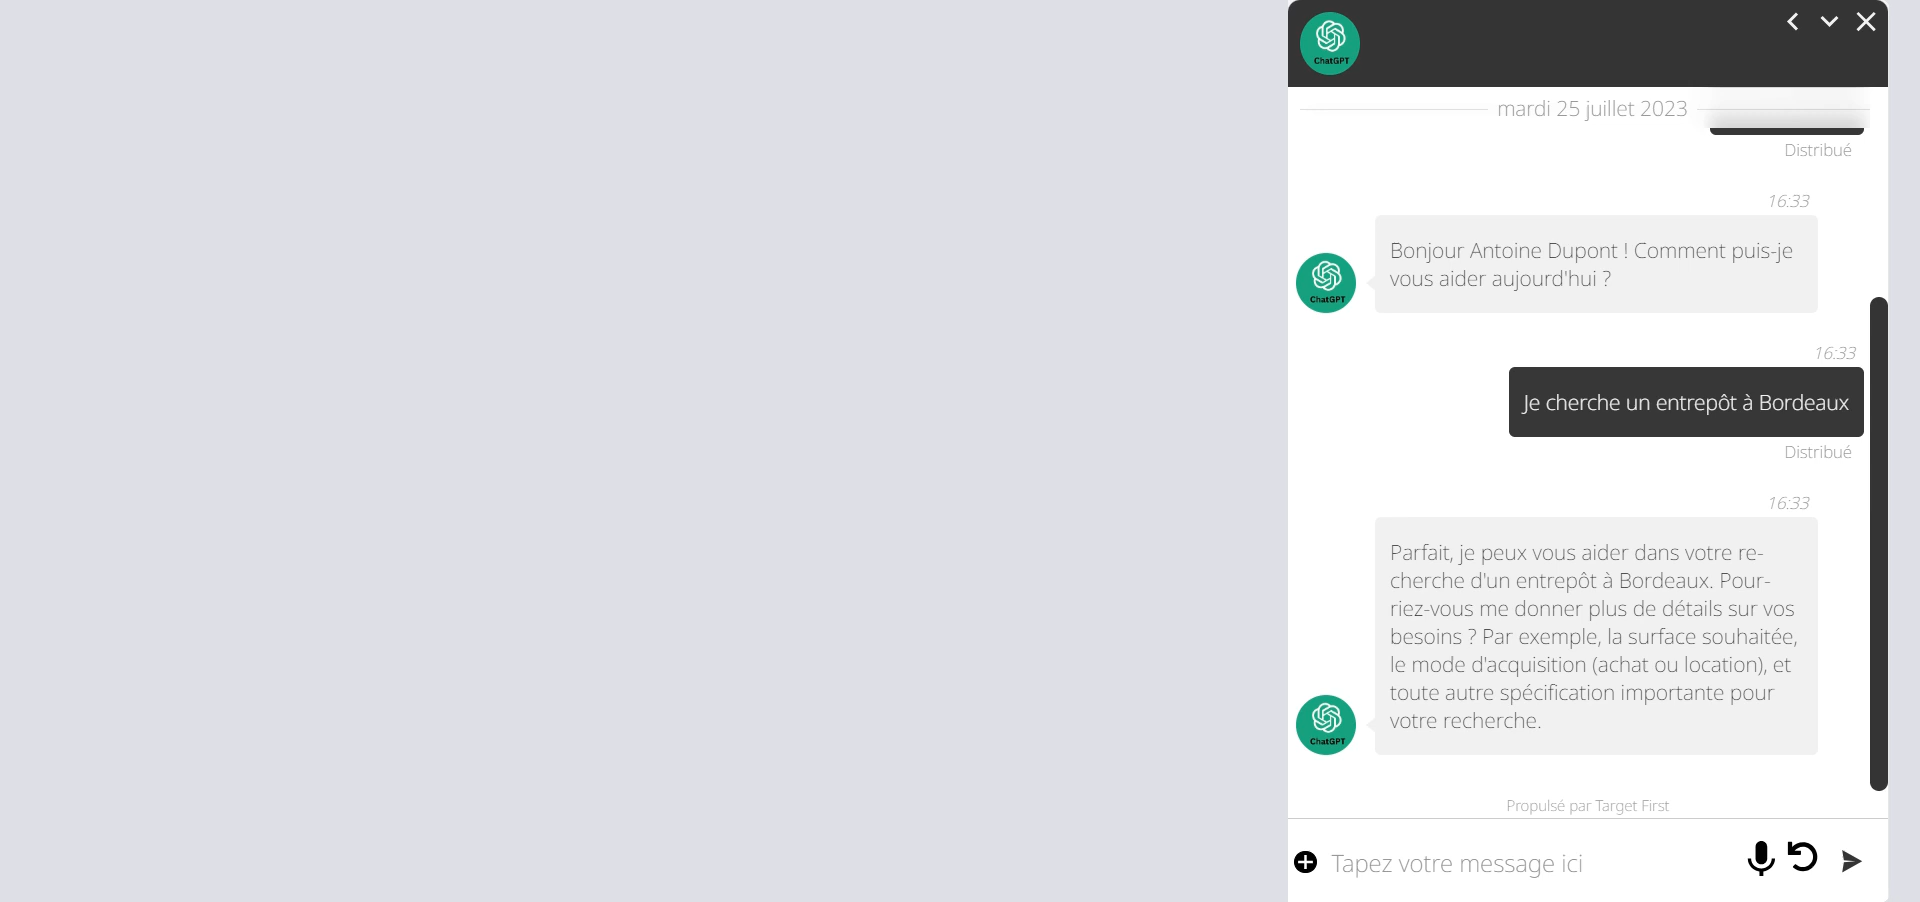 ChatGPT
mardi 25 juillet 2023
Distribué
16:33
Bonjour Antoine Dupont ! Comment puis-je
vous aider aujourd'hui ?
ChatGPT
16:33
Je cherche un entrepôt à Bordeaux
Distribué
16:33
Parfait, je peux vous aider dans votre re-
cherche d'un entrepôt à Bordeaux. Pour-
riez-vous me donner plus de détails sur vos
besoins ? Par exemple, la surface souhaitée,
le mode d'acquisition (achat ou location), et
toute autre spécification importante pour
votre recherche.
ChatGPT
Propulsé par Target First
Tapez votre message ici